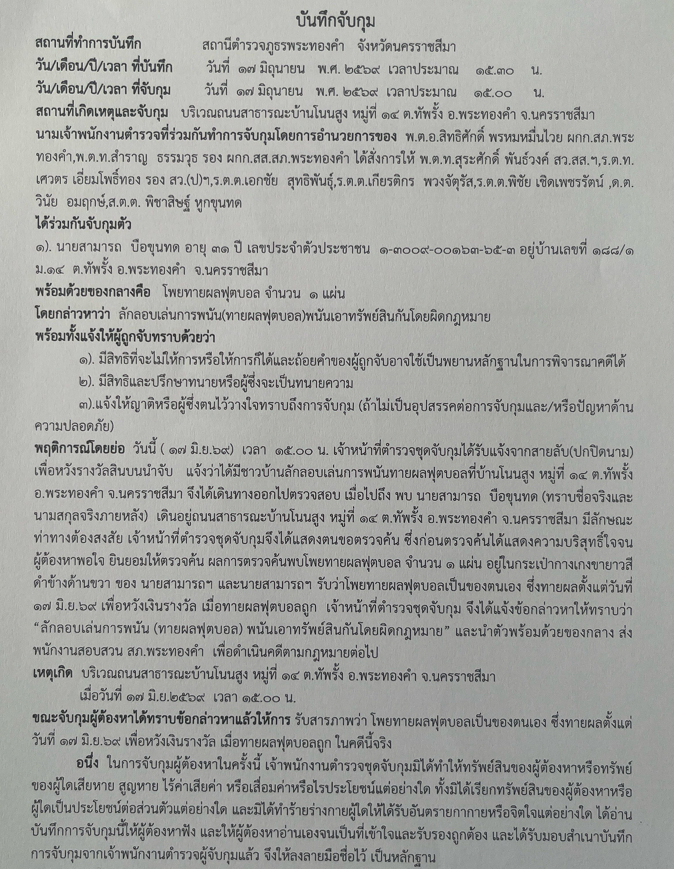 บันทึกจับกุม
สถานที่ทำการบันทึก สถานีตำรวจภูธรพระทองคำ จังหวัดนครราชสีมา
วัน/เดือน/ปี/เวลา ที่บันทึก วันที่ ๑๗ มิถุนายน พ.ศ. ๒๕๖๙ เวลาประมาณ ๑๕.๓๐ น.
วัน/เดือน/ปี/เวลา ที่จับกุม วันที่ ๑๗ มิถุนายน พ.ศ. ๒๕๖๙ เวลาประมาณ ๑๕.๐๐ น.
สถานที่เกิดเหตุและจับกุม บริเวณถนนสาธารณะบ้านโนนสูง หมู่ที่ ๑๔ ต.ทัพรั้ง อ.พระทองคำ จ.นครราชสีมา
นามเจ้าพนักงานตำรวจที่ร่วมกันทำการจับกุมโดยการอำนวยการของ พ.ต.อ.สิทธิศักดิ์ พรหมหมื่นไวย ผกก.สภ.พระ
ทองคำ,พ.ต.ท.สำราญ ธรรมวุธ รอง ผกก.สส.สภ.พระทองคำ ได้สั่งการให้ พ.ต.ท.สุระศักดิ์ พันธ์วงค์ สว.สส.ฯ,ร.ต.ท.
เศวตร เอี่ยมโพธิ์ทอง รอง สว.(ป)ฯ,ร.ต.ต.เอกชัย สุทธิพันธุ์,ร.ต.ต.เกียรติกร พวงจัตุรัส,ร.ต.ต.พิชัย เชิดเพชรรัตน์ ,ด.ต.
วินัย อมฤกษ์,ส.ต.ต. พิชาสิษฐ์ หูกขุนทด
ได้ร่วมกันจับกุมตัว
๑). นายสามารถ บือขุนทด อายุ ๓๑ ปี เลขประจำตัวประชาชน ๑-๓๐๐๙-๐๐๑๖๓-๖๕-๓ อยู่บ้านเลขที่ ๑๘๘/๑
ม.๑๔ ต.ทัพรั้ง อ.พระทองคำ จ.นครราชสีมา
พร้อมด้วยของกลางคือ โพยทายผลฟุตบอล จำนวน ๑ แผ่น
โดยกล่าวหาว่า ลักลอบเล่นการพนัน(ทายผลฟุตบอล)พนันเอาทรัพย์สินกันโดยผิดกฎหมาย
พร้อมทั้งแจ้งให้ผู้ถูกจับทราบด้วยว่า
๑). มีสิทธิที่จะไม่ให้การหรือให้การก็ได้และถ้อยคำของผู้ถูกจับอาจใช้เป็นพยานหลักฐานในการพิจารณาคดีได้
๒). มีสิทธิและปรึกษาทนายหรือผู้ซึ่งจะเป็นทนายความ
๓).แจ้งให้ญาติหรือผู้ซึ่งตนไว้วางใจทราบถึงการจับกุม (ถ้าไม่เป็นอุปสรรคต่อการจับกุมและ/หรือปัญหาด้าน
ความปลอดภัย)
พฤติการณ์โดยย่อ วันนี้ ( ๑๗ มิ.ย.๖๙) เวลา ๑๕.๐๐ น. เจ้าหน้าที่ตำรวจชุดจับกุมได้รับแจ้งจากสายลับ(ปกปิดนาม)
เพื่อหวังรางวัลสินบนนำจับ แจ้งว่าได้มีชาวบ้านลักลอบเล่นการพนันทายผลฟุตบอลที่บ้านโนนสูง หมู่ที่ ๑๔ ต.ทัพรั้ง
อ.พระทองคำ จ.นครราชสีมา จึงได้เดินทางออกไปตรวจสอบ เมื่อไปถึง พบ นายสามารถ บือขุนทด (ทราบชื่อจริงและ
นามสกุลจริงภายหลัง) เดินอยู่ถนนสาธารณะบ้านโนนสูง หมู่ที่ ๑๔ ต.ทัพรั้ง อ.พระทองคำ จ.นครราชสีมา มีลักษณะ
ท่าทางต้องสงสัย เจ้าหน้าที่ตำรวจชุดจับกุมจึงได้แสดงตนขอตรวจค้น ซึ่งก่อนตรวจค้นได้แสดงความบริสุทธิ์ใจจน
ผู้ต้องหาพอใจ ยินยอมให้ตรวจค้น ผลการตรวจค้นพบโพยทายผลฟุตบอล จำนวน ๑ แผ่น อยู่ในกระเป๋ากางเกงขายาวสี
ดำข้างด้านขวา ของ นายสามารถฯ และนายสามารถฯ รับว่าโพยทายผลฟุตบอลเป็นของตนเอง ซึ่งทายผลตั้งแต่วันที่
๑๗ มิ.ย.๖๙ เพื่อหวังเงินรางวัล เมื่อทายผลฟุตบอลถูก เจ้าหน้าที่ตำรวจชุดจับกุม จึงได้แจ้งข้อกล่าวหาให้ทราบว่า
"ลักลอบเล่นการพนัน (ทายผลฟุตบอล) พนันเอาทรัพย์สินกันโดยผิดกฎหมาย" และนำตัวพร้อมด้วยของกลาง ส่ง
พนักงานสอบสวน สภ.พระทองคำ เพื่อดำเนินคดีตามกฎหมายต่อไป
เหตุเกิด บริเวณถนนสาธารณะบ้านโนนสูง หมู่ที่ ๑๔ ต.ทัพรั้ง อ.พระทองคำ จ.นครราชสีมา
เมื่อวันที่ ๑๗ มิ.ย.๒๕๖๙ เวลา ๑๕.๐๐ น.
ขณะจับกุมผู้ต้องหาได้ทราบข้อกล่าวหาแล้วให้การ รับสารภาพว่า โพยทายผลฟุตบอลเป็นของตนเอง ซึ่งทายผลตั้งแต่
วันที่ ๑๗ มิ.ย.๖๙ เพื่อหวังเงินรางวัล เมื่อทายผลฟุตบอลถูก ในคดีนี้จริง
อนึ่ง ในการจับกุมผู้ต้องหาในครั้งนี้ เจ้าพนักงานตำรวจชุดจับกุมมิได้ทำให้ทรัพย์สินของผู้ต้องหาหรือทรัพย์
ของผู้ใดเสียหาย สูญหาย ไร้ค่าเสียค่า หรือเสื่อมค่าหรือไรประโยชน์แต่อย่างใด ทั้งมิได้เรียกทรัพย์สินของผู้ต้องหาหรือ
ผู้ใดเป็นประโยชน์ต่อส่วนตัวแต่อย่างใด และมิได้ทำร้ายร่างกายผู้ใดให้ได้รับอันตรายกากายหรือจิตใจแต่อย่างใด ได้อ่าน
บันทึกการจับกุมนี้ให้ผู้ต้องหาฟัง และให้ผู้ต้องหาอ่านเองจนเป็นที่เข้าใจและรับรองถูกต้อง และได้รับมอบสำเนาบันทึก
การจับกุมจากเจ้าพนักงานตำรวจผู้จับกุมแล้ว จึงให้ลงลายมือชื่อไว้ เป็นหลักฐาน